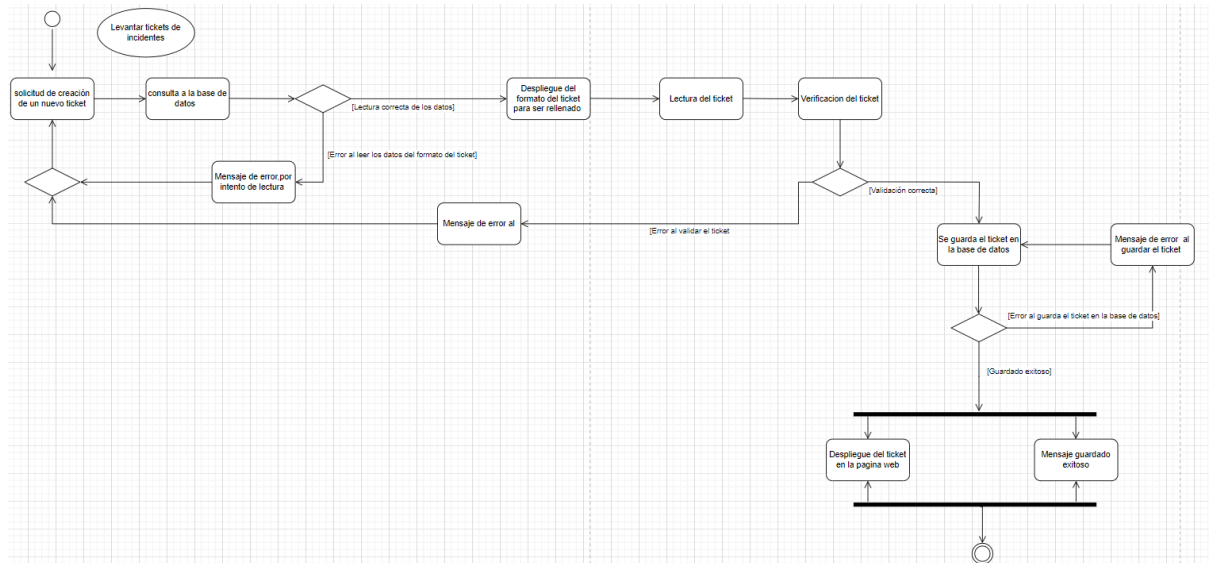 Levantar tickets de
incidentes
solicitud de creación
de un nuevo ticket
consulta a la base de
datos
[Lectura correcta de los datos]
Despliegue del
formato del ticket
para ser rellenado
Lectura del ticket
Verificacion del ticket
[Error al leer los datos del formato del ticket]
Mensaje de error,por
intento de lectura
[Validación correcta]
Mensaje de error al
[Error al validar el ticket
Se guarda el ticket en
la base de datos
Mensaje de error al
guardar el ticket
[Error al guarda el ticket en la base de datos]
[Guardado exitoso]
Despliegue del ticket
en la pagina web
Mensaje guardado
exitoso